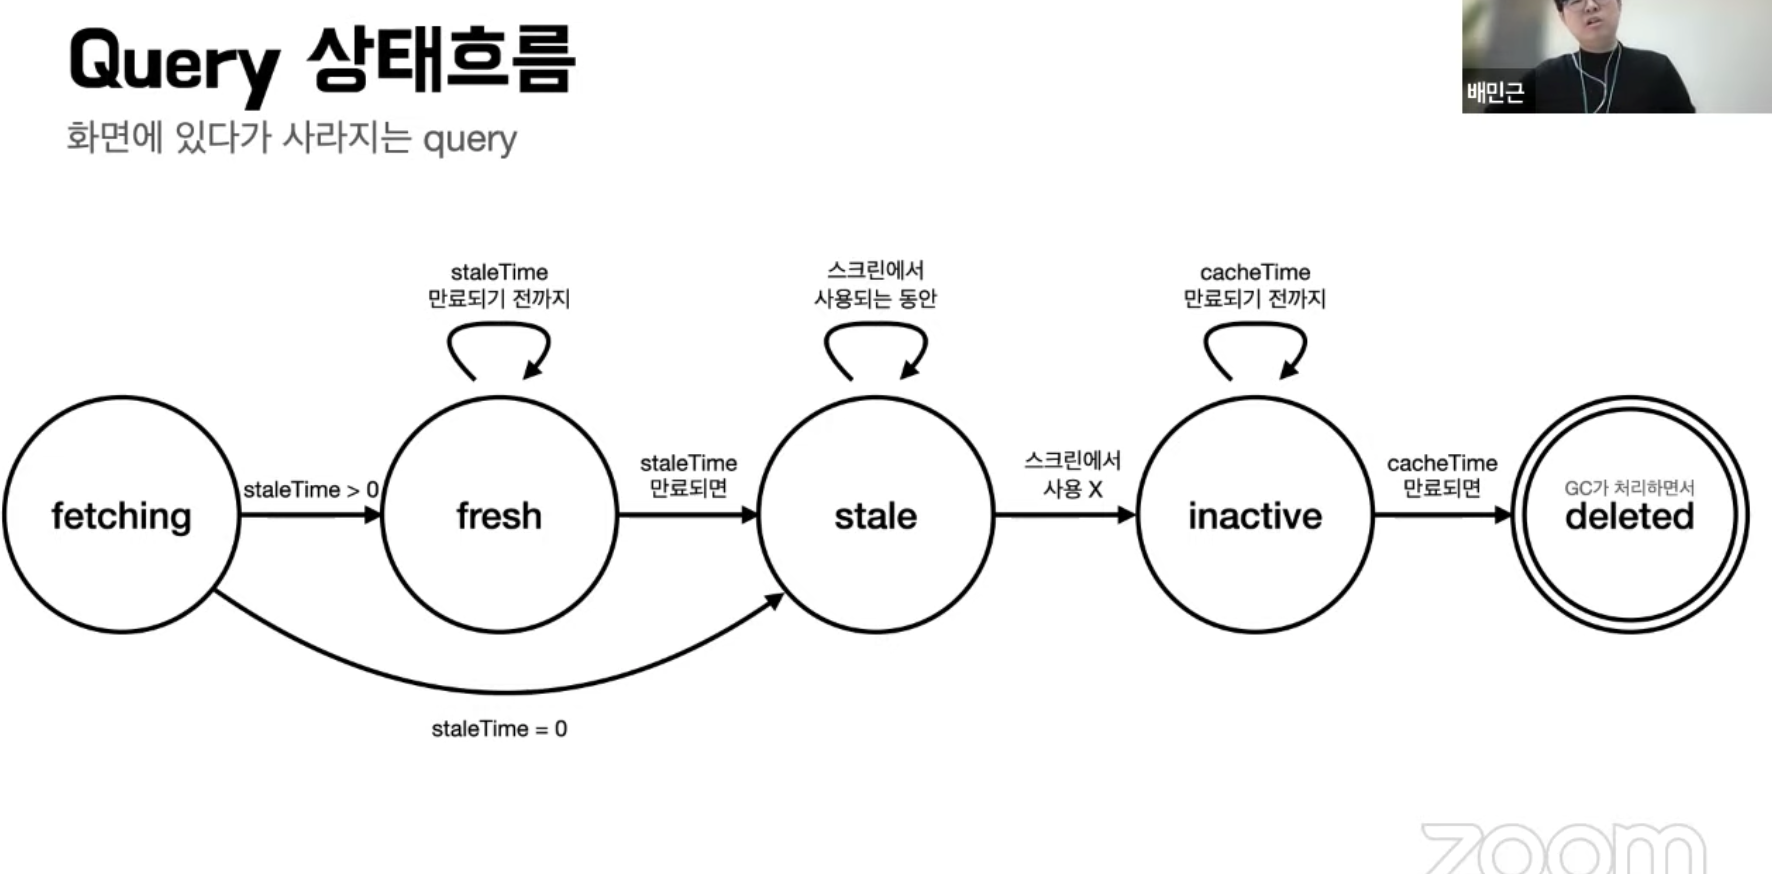 Query 상태흐름
화면에 있다가 사라지는 query
배민근
staleTime
만료되기 전까지
스크린에서
사용되는 동안
cacheTime
만료되기 전까지
fetching
staleTime > 0
fresh
staleTime
만료되면
stale
스크린에서
사용 X
inactive
cacheTime
만료되면
GC가 처리하면서
deleted
staleTime = 0
zoom